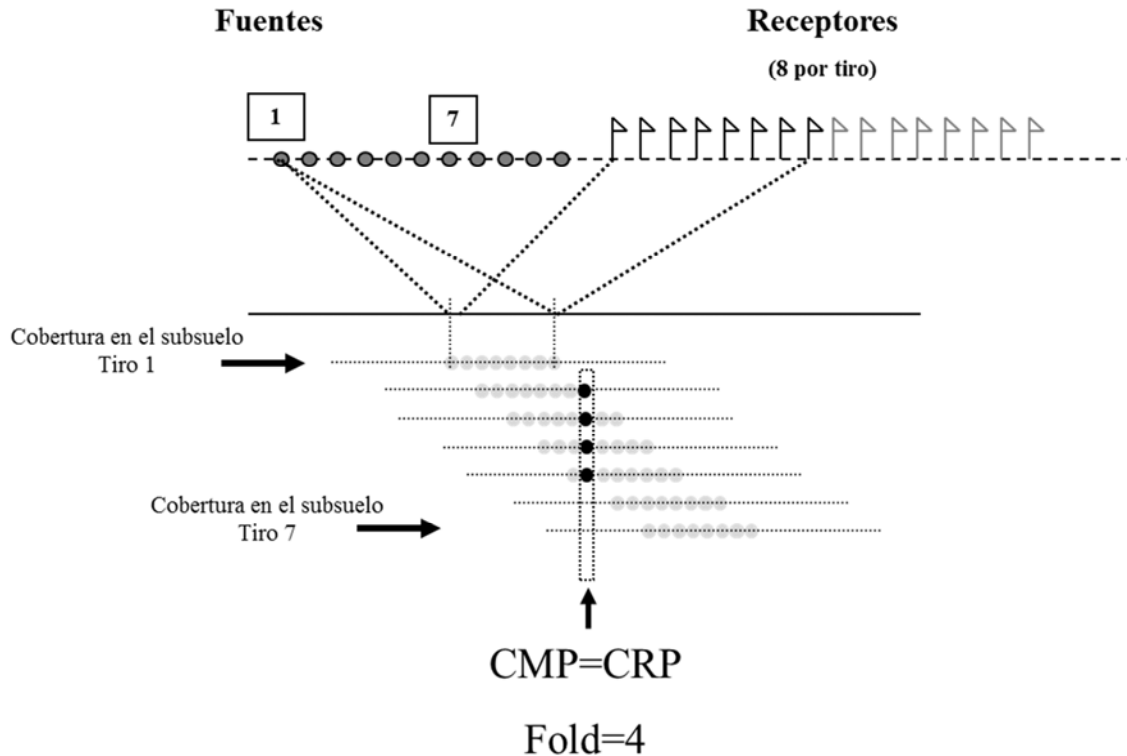 Fuentes
Receptores
(8 por tiro)
1
7
Cobertura en el subsuelo
Tiro 1
Cobertura en el subsuelo
Tiro 7
CMP=CRP
Fold=4